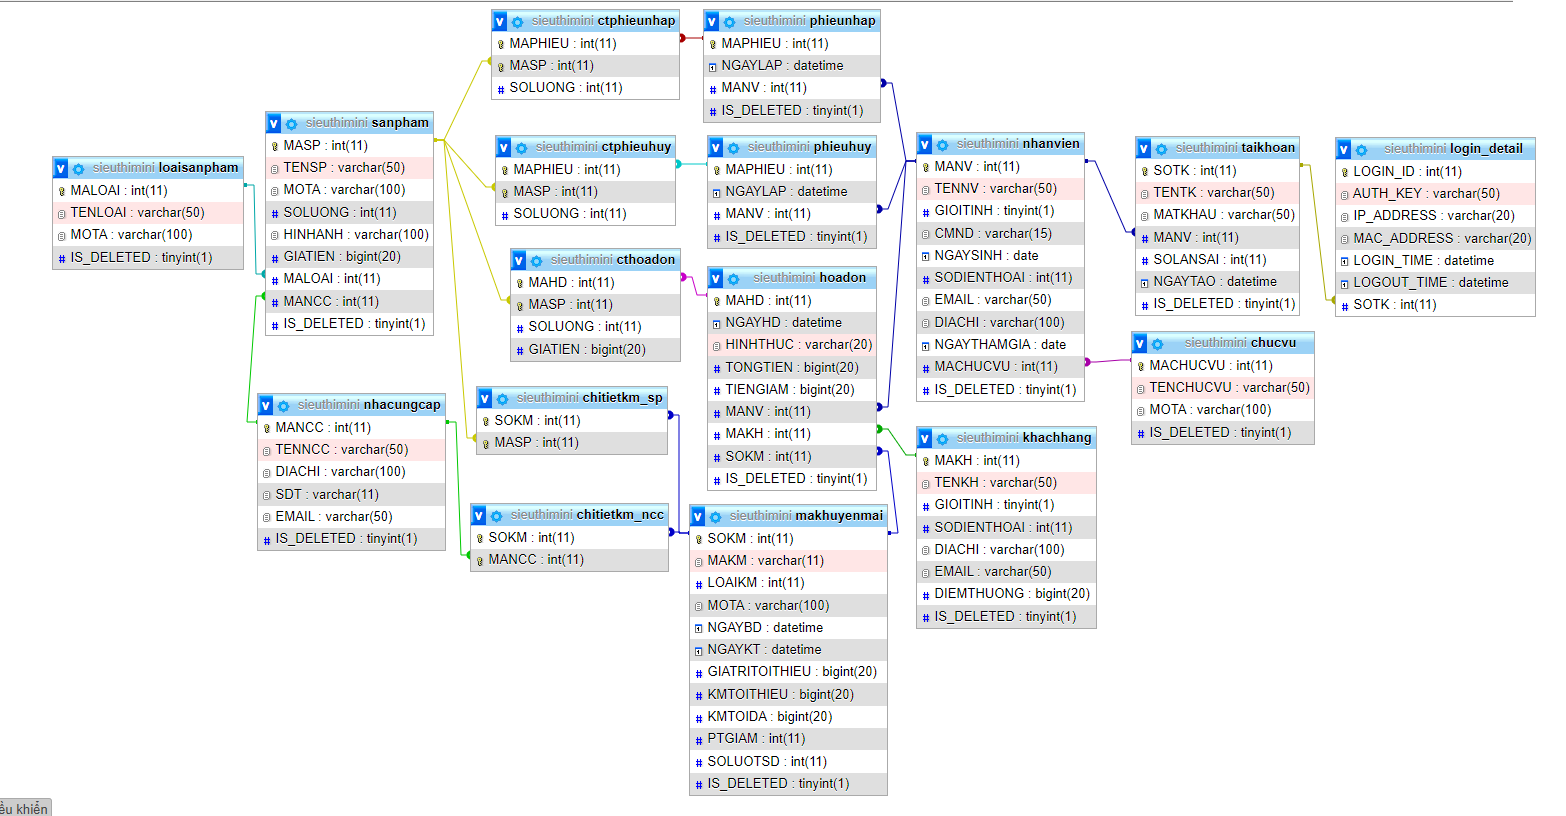 sieuthimini loaisanpham
MALOAI : int(11)
TENLOAI : varchar(50)
MOTA : varchar(100)
IS_DELETED : tinyint(1)
sieuthimini sanpham
MASP : int(11)
TENSP : varchar(50)
MOTA : varchar(100)
SOLUONG : int(11)
HINHANH : varchar(100)
GIATIEN : bigint(20)
MALOAI : int(11)
MANCC : int(11)
IS_DELETED : tinyint(1)
sieuthimini nhacungcap
MANCC : int(11)
TENNCC : varchar(50)
DIACHI : varchar(100)
SDT : varchar(11)
EMAIL : varchar(50)
IS_DELETED : tinyint(1)
sieuthimini ctphieunhap
MAPHIEU : int(11)
MASP : int(11)
SOLUONG : int(11)
sieuthimini ctphieuhuy
MAPHIEU : int(11)
MASP : int(11)
SOLUONG : int(11)
sieuthimini cthoadon
MAHD : int(11)
MASP : int(11)
SOLUONG : int(11)
GIATIEN : bigint(20)
sieuthimini chitietkm_sp
SOKM : int(11)
MASP : int(11)
sieuthimini chitietkm_ncc
SOKM : int(11)
MANCC : int(11)
sieuthimini phieunhap
MAPHIEU : int(11)
NGAYLAP : datetime
MANV : int(11)
IS_DELETED : tinyint(1)
sieuthimini phieuhuy
MAPHIEU : int(11)
NGAYLAP : datetime
MANV : int(11)
IS_DELETED : tinyint(1)
sieuthimini hoadon
MAHD : int(11)
NGAYHD : datetime
HINHTHUC : varchar(20)
TONGTIEN : bigint(20)
TIENGIAM : bigint(20)
MANV : int(11)
MAKH : int(11)
SOKM : int(11)
IS_DELETED : tinyint(1)
sieuthimini makhuyenmai
SOKM : int(11)
MAKM : varchar(11)
LOAIKM : int(11)
MOTA : varchar(100)
NGAYBD : datetime
NGAYKT : datetime
GIATRITOITHIEU : bigint(20)
KMTOITHIEU : bigint(20)
KMTOIDA : bigint(20)
PTGIAM : int(11)
SOLUOTSD : int(11)
IS_DELETED : tinyint(1)
sieuthimini nhanvien
MANV : int(11)
TENNV : varchar(50)
GIOITINH : tinyint(1)
CMND : varchar(15)
NGAYSINH : date
SODIENTHOAI : int(11)
EMAIL : varchar(50)
DIACHI : varchar(100)
NGAYTHAMGIA : date
MACHUCVU : int(11)
IS_DELETED : tinyint(1)
sieuthimini khachhang
MAKH : int(11)
TENKH : varchar(50)
GIOITINH : tinyint(1)
SODIENTHOAI : int(11)
DIACHI : varchar(100)
EMAIL : varchar(50)
DIEMTHUONG : bigint(20)
IS_DELETED : tinyint(1)
sieuthimini taikhoan
SOTK : int(11)
TENTK : varchar(50)
MATKHAU : varchar(50)
MANV : int(11)
SOLANSAI : int(11)
NGAYTAO : datetime
IS_DELETED : tinyint(1)
sieuthimini chucvu
MACHUCVU : int(11)
TENCHUCVU : varchar(50)
MOTA : varchar(100)
IS_DELETED : tinyint(1)
sieuthimini login_detail
LOGIN_ID : int(11)
AUTH_KEY : varchar(50)
IP_ADDRESS : varchar(20)
MAC_ADDRESS : varchar(20)
LOGIN_TIME : datetime
LOGOUT_TIME : datetime
SOTK : int(11)
ều khiển